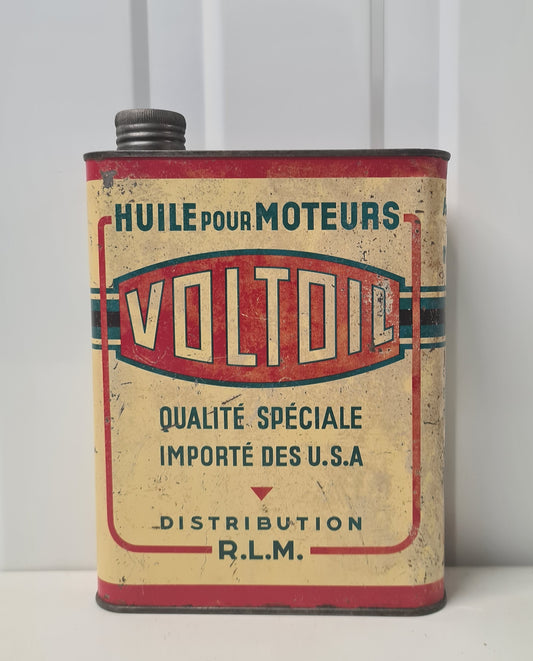 HUILE POUR MOTEURS
VOLTOIL
QUALITÉ SPÉCIALE
IMPORTÉ DES U.S.A
DISTRIBUTION
R.L.M.